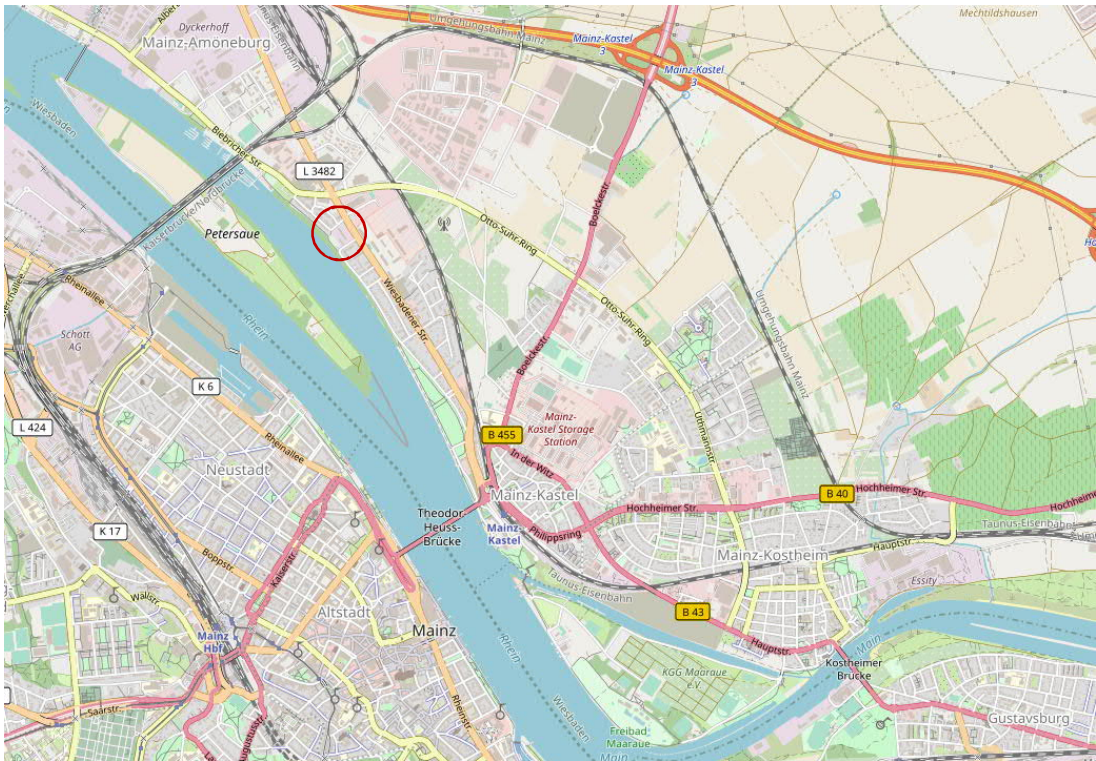 Dyckerhoff
Mainz-Amöneburg
Umgehungsbahn Mainz
Mainz-Kastel
3
Mainz-Kastel
3
Mechtildshausen
Wiesbaden
Biebricher Str.
L 3482
Kaiserbrücke/Nordbrücke
Petersaue
Otto-Suhr-Ring
Boelckestr.
Rheinallee
Schott
AG
Wiesbadener Str
Rhein
Otto-Suhr-Ring
Boelckestr.
Umgehungsbahn Mainz
K 6
L 424
Rheinallee
Neustadt
B 455
Mainz-
Kastel Storage
Station
Uthmannstr.
In der Witz
Mainz-Kastel
B 40
Hochheimer Str.
Hochheimer
Hochheimer Str.
Theodor-
Heuss-
Brücke
Mainz-
Kastel
Philippsring
Taunus-Eisenbahn
K 17
Boppstr.
Kaiserstr.
Mainz-Kostheim
Hauptstr.
Wallstr.
Altstadt
Taunus-Eisenbahn
Essity
Mainz
Mainz
Hbf
B 43
Hauptstr.
Main
Rhein
KGG Maaraue
e.V.
Kostheimer
Brücke
Saarstr.
Rheinstr.
Wiesbaden
Freibad
Maaraue
Gustavsburg
Main